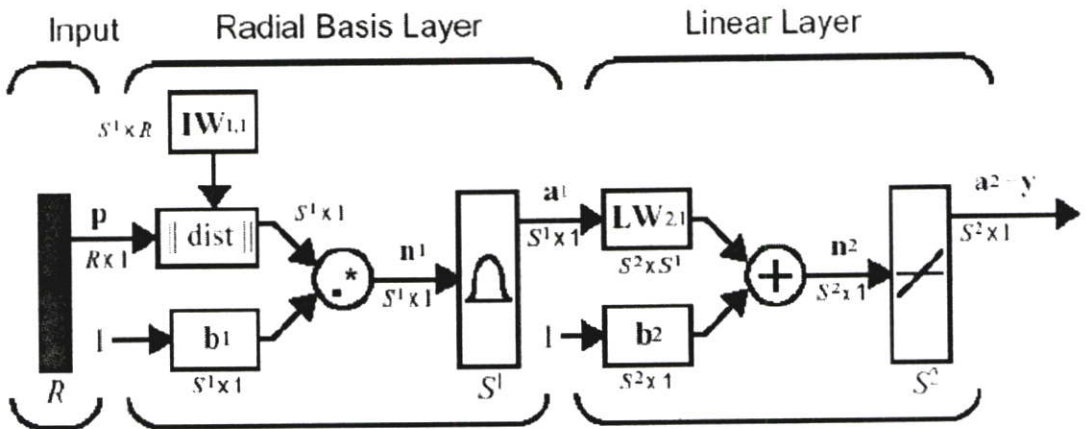 Input Radial Basis Layer Linear Layer
S¹×R IW1,1
p
R×1
|| dist ||
S¹×1
n¹
S¹×1
.*
1
b1
S¹×1
a1
S¹×1
LW2,1
S²×S¹
1
b2
S²×1
+
n2
S²×1
a2=y
S²×1
R S¹ S²